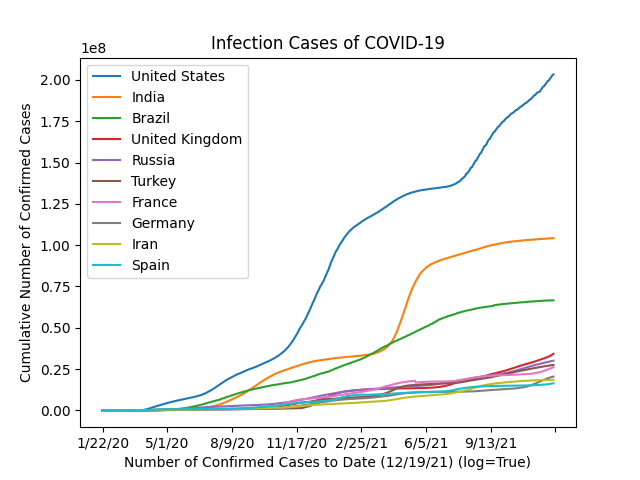 Infection Cases of COVID-19
1e8
United States
India
Brazil
United Kingdom
Russia
Turkey
France
Germany
Iran
Spain
2.00
1.75
1.50
1.25
1.00
0.75
0.50
0.25
0.00
Cumulative Number of Confirmed Cases
1/22/20 5/1/20 8/9/20 11/17/20 2/25/21 6/5/21 9/13/21
Number of Confirmed Cases to Date (12/19/21) (log=True)